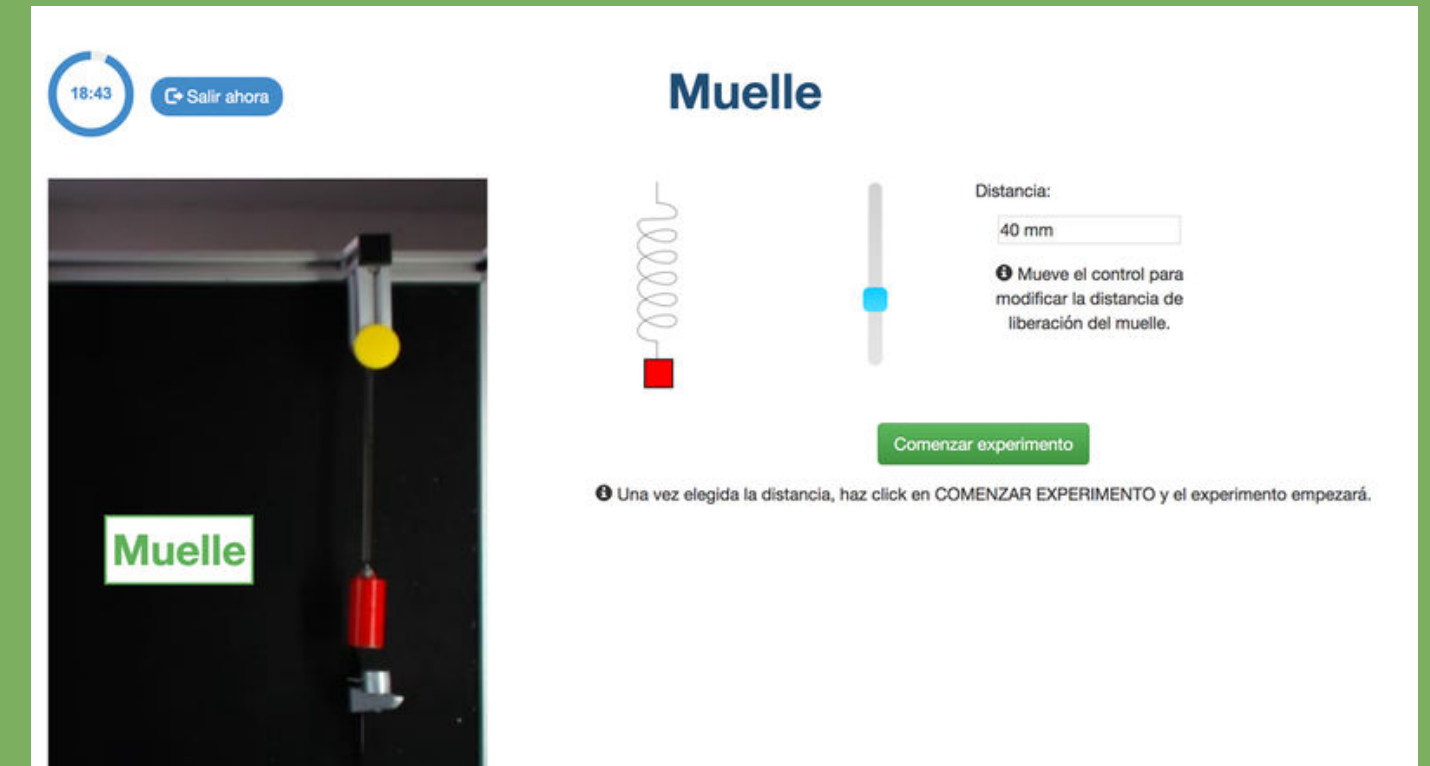 18:43
Salir ahora
Muelle
Distancia:
40 mm
Mueve el control para
modificar la distancia de
liberación del muelle.
Comenzar experimento
Una vez elegida la distancia, haz click en COMENZAR EXPERIMENTO y el experimento empezará.
Muelle